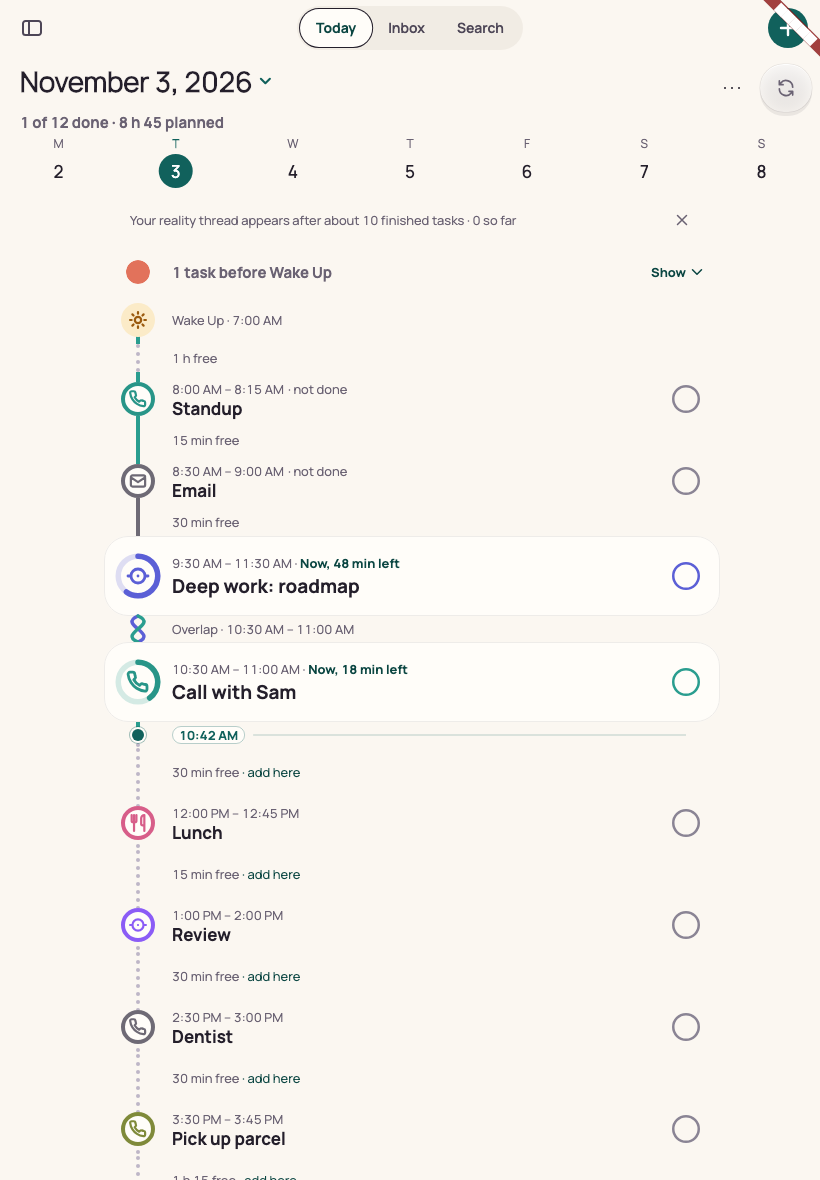 Today Inbox Search
November 3, 2026
1 of 12 done · 8 h 45 planned
M T W T F S S
2 3 4 5 6 7 8
Your reality thread appears after about 10 finished tasks · 0 so far
1 task before Wake Up Show
Wake Up · 7:00 AM
1 h free
8:00 AM – 8:15 AM · not done
Standup
15 min free
8:30 AM – 9:00 AM · not done
Email
30 min free
9:30 AM – 11:30 AM · Now, 48 min left
Deep work: roadmap
Overlap · 10:30 AM – 11:00 AM
10:30 AM – 11:00 AM · Now, 18 min left
Call with Sam
10:42 AM
30 min free · add here
12:00 PM – 12:45 PM
Lunch
15 min free · add here
1:00 PM – 2:00 PM
Review
30 min free · add here
2:30 PM – 3:00 PM
Dentist
30 min free · add here
3:30 PM – 3:45 PM
Pick up parcel
1 h 15 free · add here